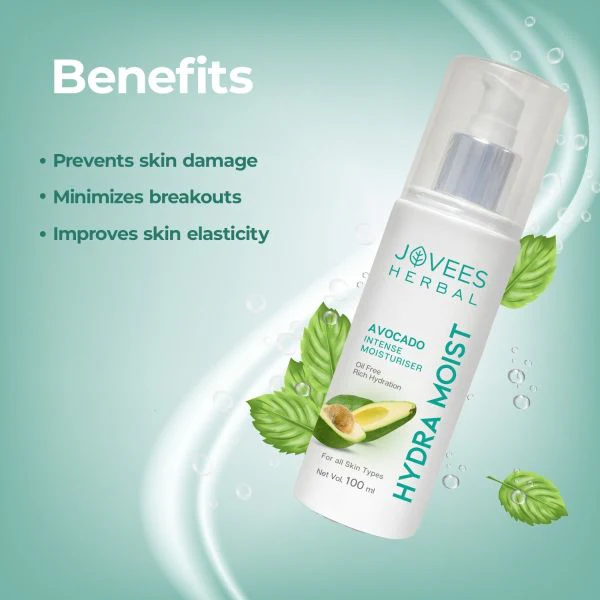 Benefits
• Prevents skin damage
• Minimizes breakouts
• Improves skin elasticity
JOVEES
HERBAL
AVOCADO
INTENSE
MOISTURISER
Oil Free
Rich Hydration
HYDRA MOIST
For all Skin Types
Net Vol. 100 ml